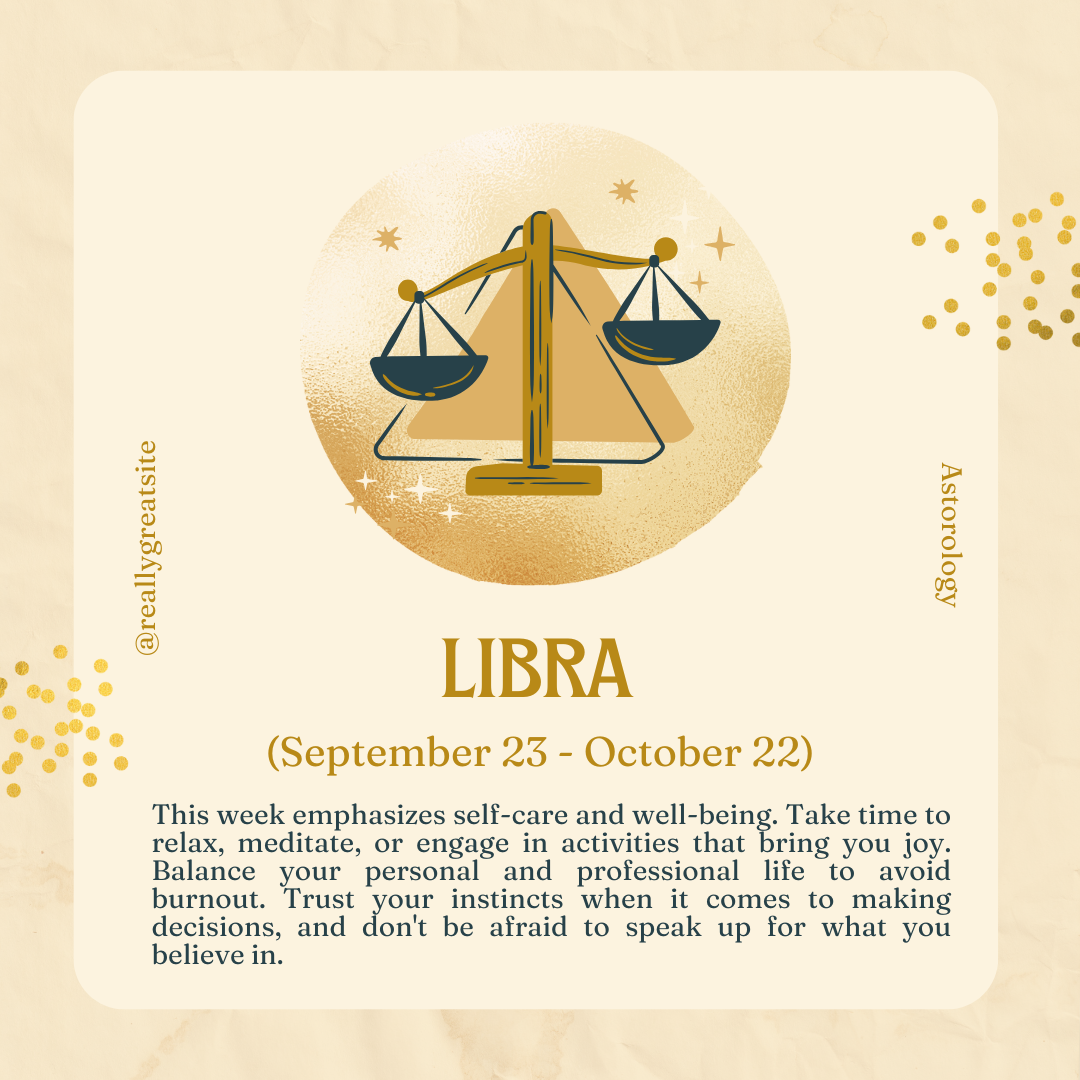 @reallygreatsite
Astorology
LIBRA
(September 23 - October 22)
This week emphasizes self-care and well-being. Take time to
relax, meditate, or engage in activities that bring you joy.
Balance your personal and professional life to avoid
burnout. Trust your instincts when it comes to making
decisions, and don't be afraid to speak up for what you
believe in.